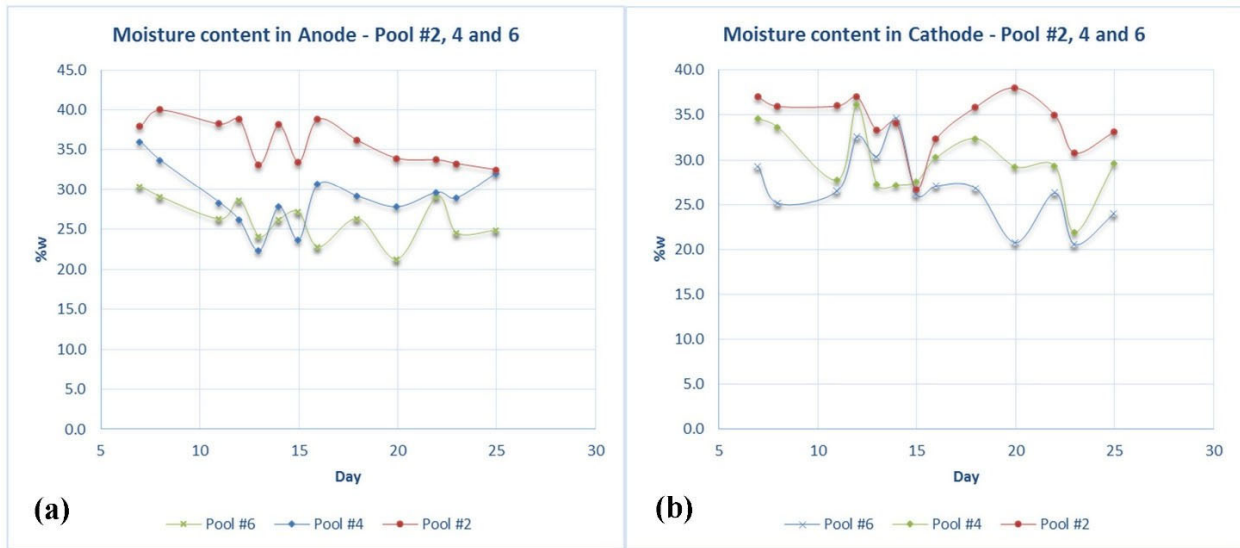 Moisture content in Anode - Pool #2, 4 and 6
45.0
40.0
35.0
30.0
25.0
20.0
15.0
10.0
5.0
0.0
%w
5 10 15 20 25 30
Day
(a)
Pool #6 Pool #4 Pool #2
Moisture content in Cathode - Pool #2, 4 and 6
40.0
35.0
30.0
25.0
20.0
15.0
10.0
5.0
0.0
%w
5 10 15 20 25 30
Day
(b)
Pool #6 Pool #4 Pool #2